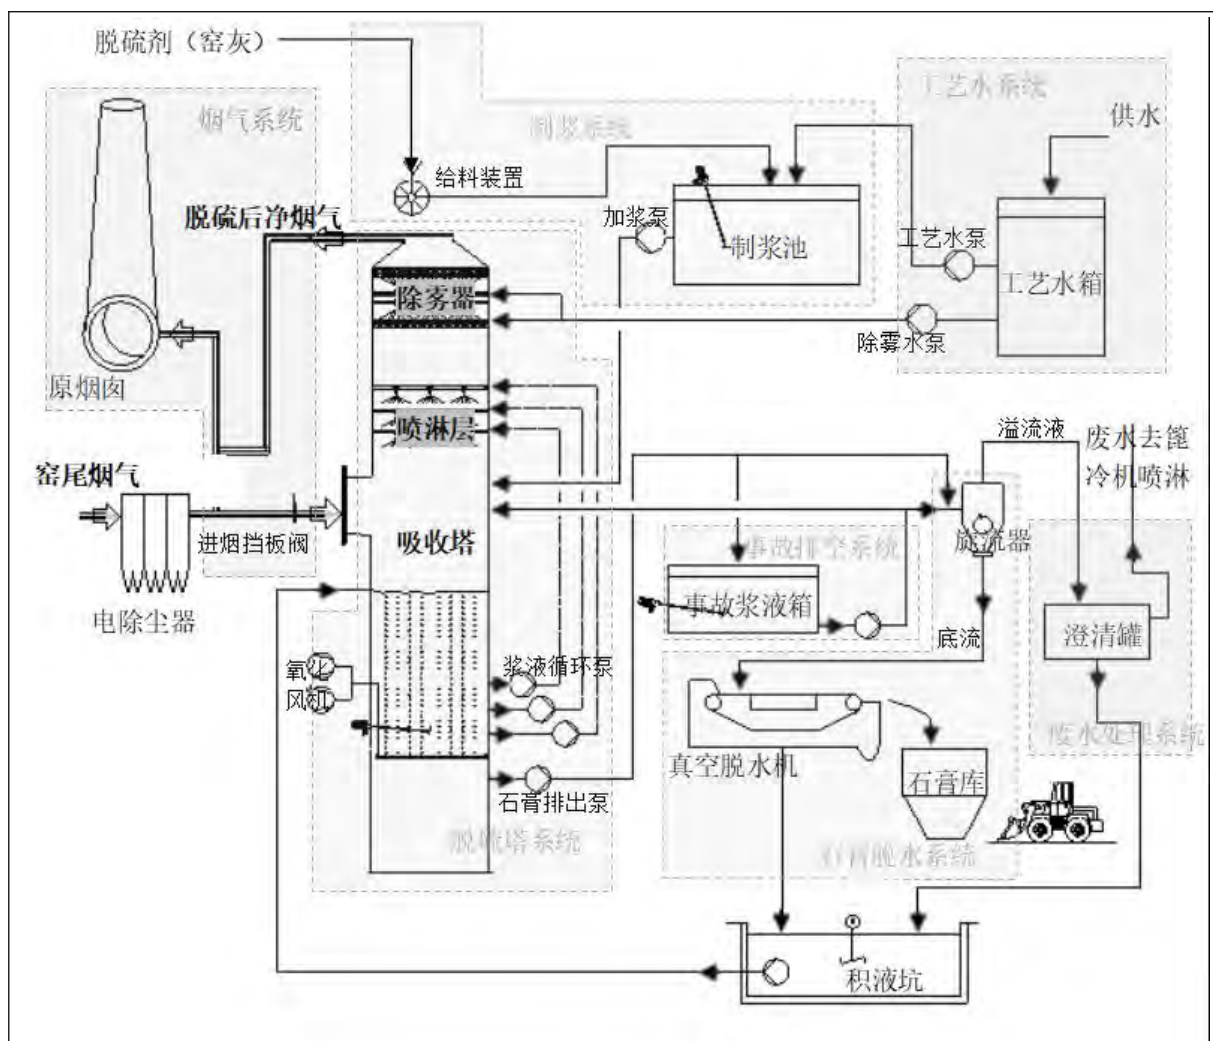 脱硫剂（窑灰）
工艺水系统
烟气系统
制浆系统
供水
给料装置
脱硫后净烟气
加浆泵
制浆池
工艺水泵
工艺水箱
除雾器
除雾水泵
原烟囱
喷淋层
溢流液
废水去篦
冷机喷淋
窑尾烟气
吸收塔
进烟挡板阀
事故排空系统
旋流器
电除尘器
事故浆液箱
底流
澄清罐
氧化
风机
浆液循环泵
废水处理系统
真空脱水机
石膏库
石膏排出泵
脱硫塔系统
石膏脱水系统
积液坑